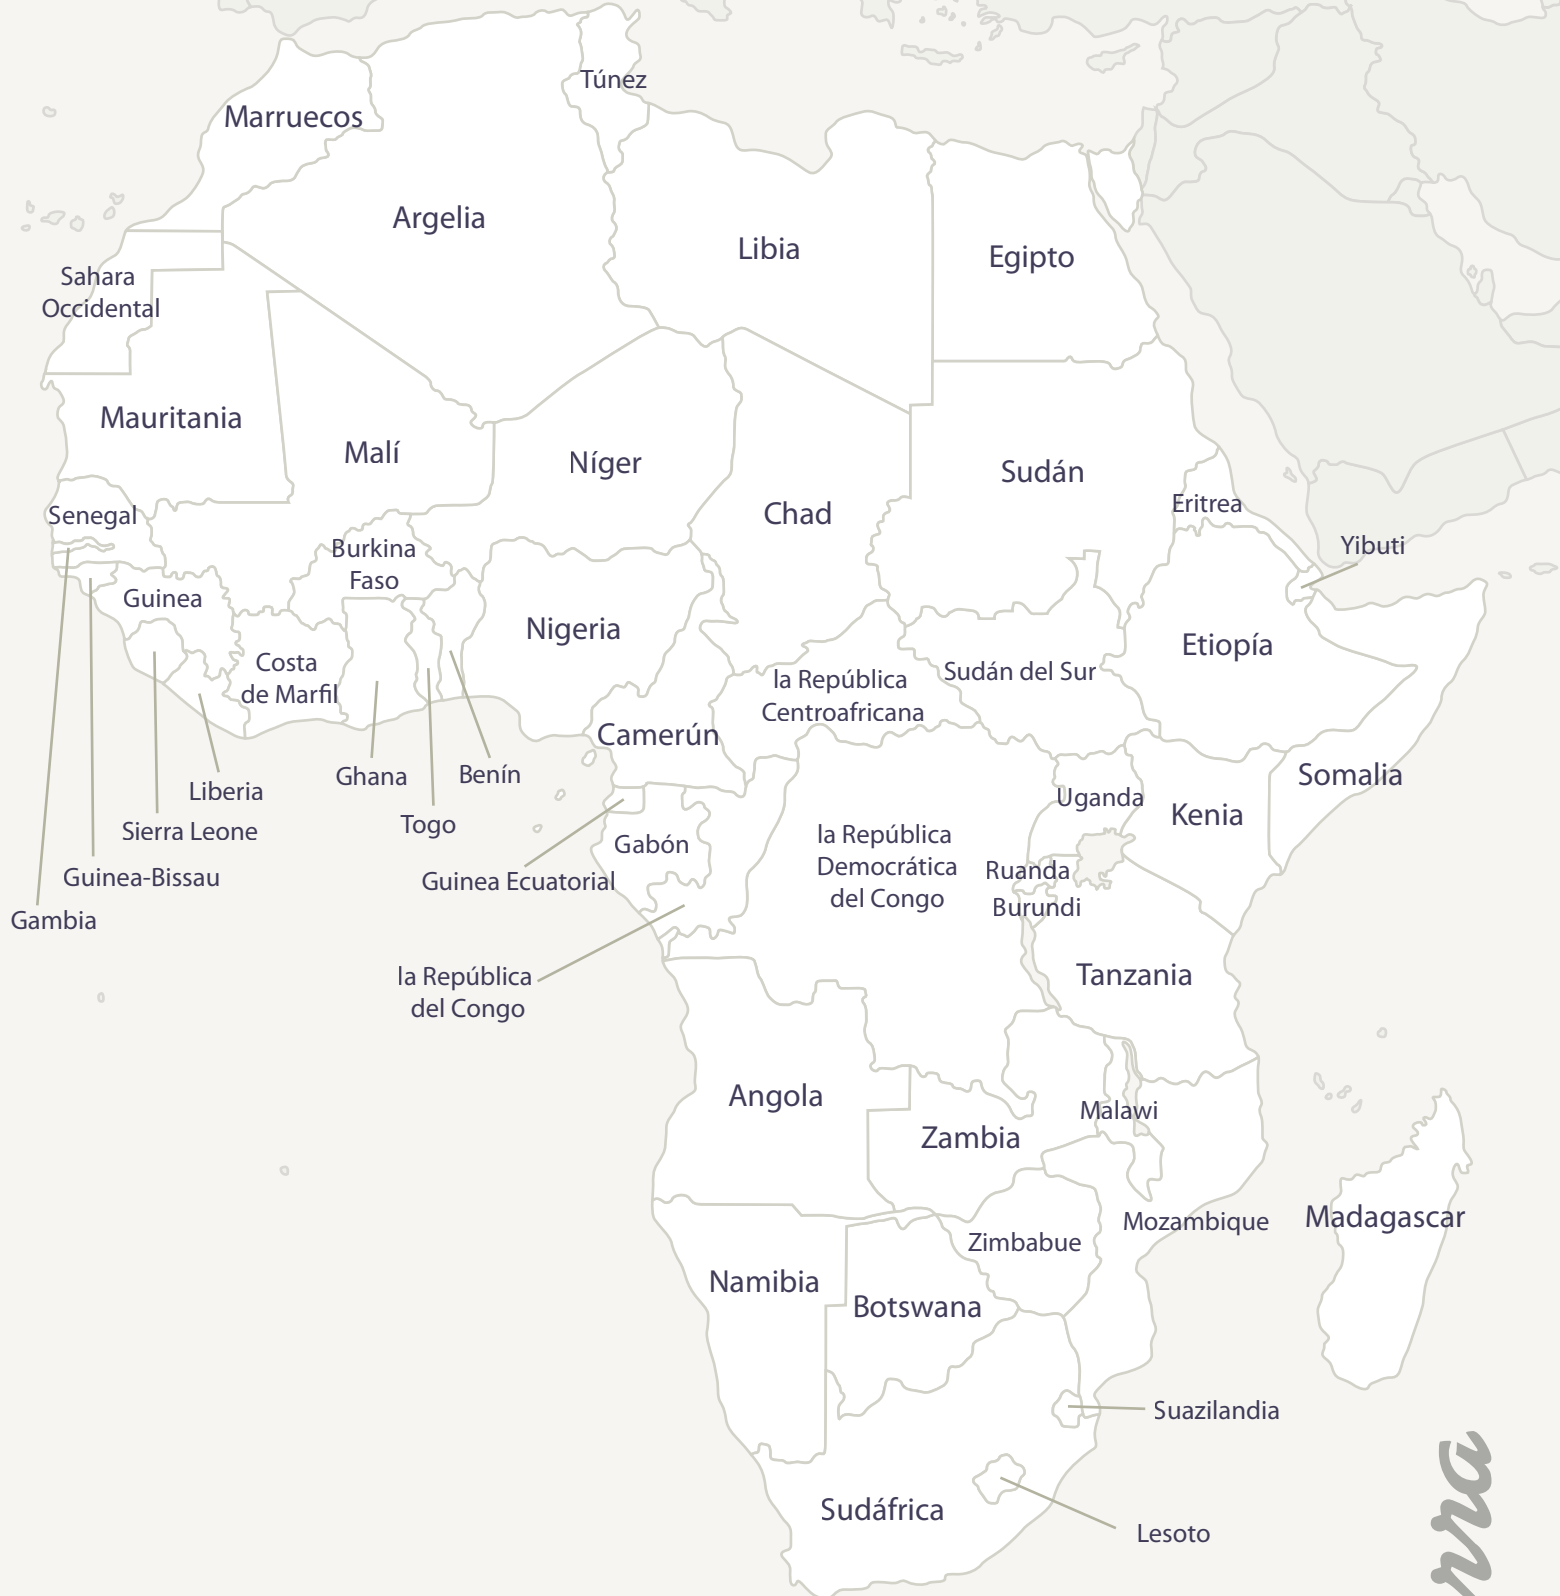 Túnez
Marruecos
Argelia
Libia
Egipto
Sahara
Occidental
Mauritania
Malí
Níger
Chad
Sudán
Eritrea
Senegal
Yibuti
Burkina
Faso
Guinea
Nigeria
Etiopía
Costa
de Marfil
la República
Centroafricana
Sudán del Sur
Camerún
Ghana
Benín
Somalia
Liberia
Togo
Uganda
Kenia
Sierra Leone
Gabón
la República
Democrática
del Congo
Guinea-Bissau
Guinea Ecuatorial
Ruanda
Burundi
Gambia
la República
del Congo
Tanzania
Angola
Malawi
Zambia
Mozambique
Madagascar
Zimbabue
Namibia
Botswana
Suazilandia
Sudáfrica
Lesoto